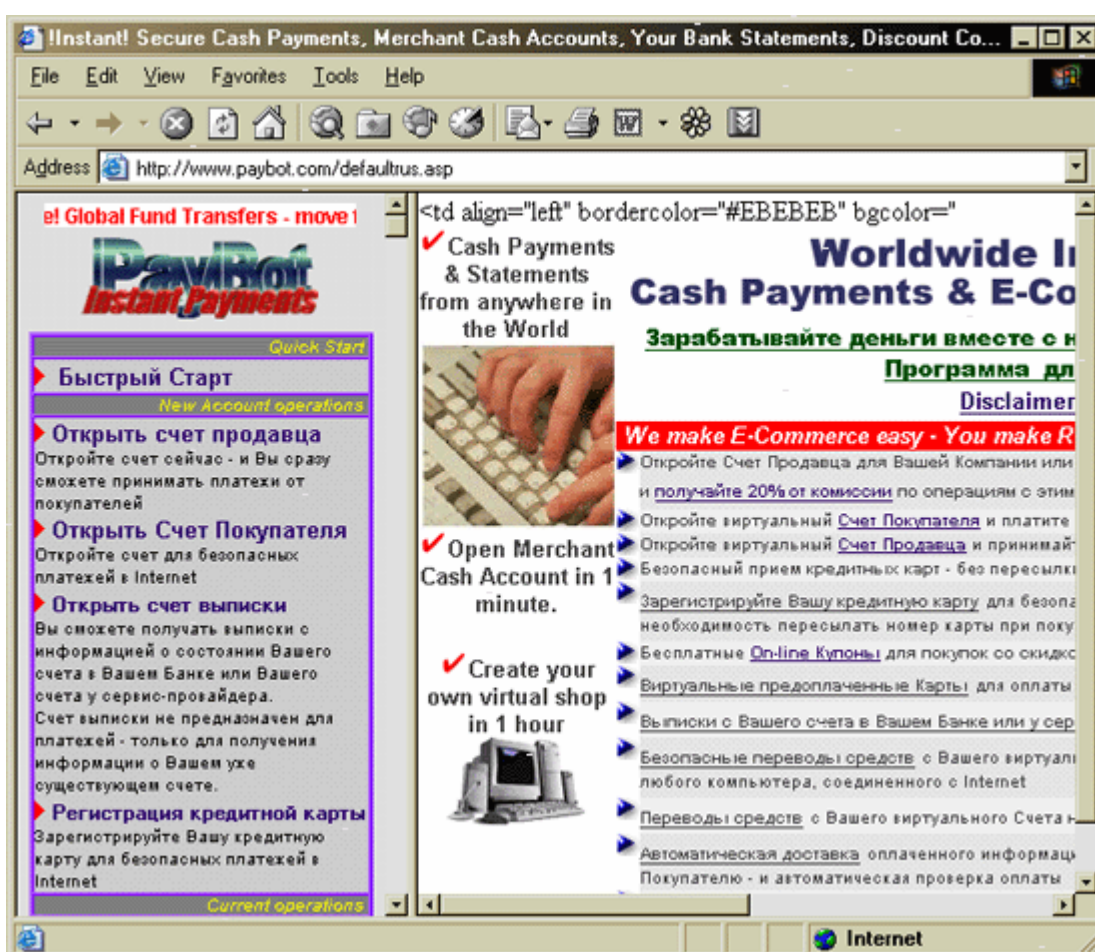 !Instant! Secure Cash Payments, Merchant Cash Accounts, Your Bank Statements, Discount Co...
File Edit View Favorites Tools Help
Address http://www.paybot.com/defaultrus.asp
e! Global Fund Transfers - move
PayBot
Instant Payments
Quick Start
Быстрый Старт
New Account operations
Открыть счет продавца
Откройте счет сейчас - и Вы сразу
сможете принимать платежи от
покупателей
Открыть Счет Покупателя
Откройте счет для безопасных
платежей в Internet
Открыть счет выписки
Вы сможете получать выписки с
информацией о состоянии Вашего
счета в Вашем Банке или Вашего
счета у сервис-провайдера.
Счет выписки не предназначен для
платежей - только для получения
информации о Вашем уже
существующем счете.
Регистрация кредитной карты
Зарегистрируйте Вашу кредитную
карту для безопасных платежей в
Internet
Current operations
<td align="left" bordercolor="#EBEBEB" bgcolor="
Cash Payments
& Statements
from anywhere in
the World
Open Merchant
Cash Account in 1
minute.
Create your
own virtual shop
in 1 hour
Worldwide
Cash Payments & E-Co
Зарабатывайте деньги вместе с
Программа дл
Disclaimer
We make E-Commerce easy - You make R
Откройте Счет Продавца для Вашей Компании или
и получайте 20% от комиссии по операциям с этим
Откройте виртуальный Счет Покупателя и платите
Откройте виртуальный Счет Продавца и принимай
Безопасный прием кредитных карт - без пересылк
Зарегистрируйте Вашу кредитную карту для безопа
необходимость пересылать номер карты при поку
Бесплатные On-line Купоны для покупок со скидко
Виртуальные предоплаченные Карты для оплаты
Выписки с Вашего счета в Вашем Банке или у сер
Безопасные переводы средств с Вашего виртуаль
любого компьютера, соединенного с Internet
Переводы средств с Вашего виртуального Счета н
Автоматическая доставка оплаченного информац
Покупателю - и автоматическая проверка оплаты
Internet